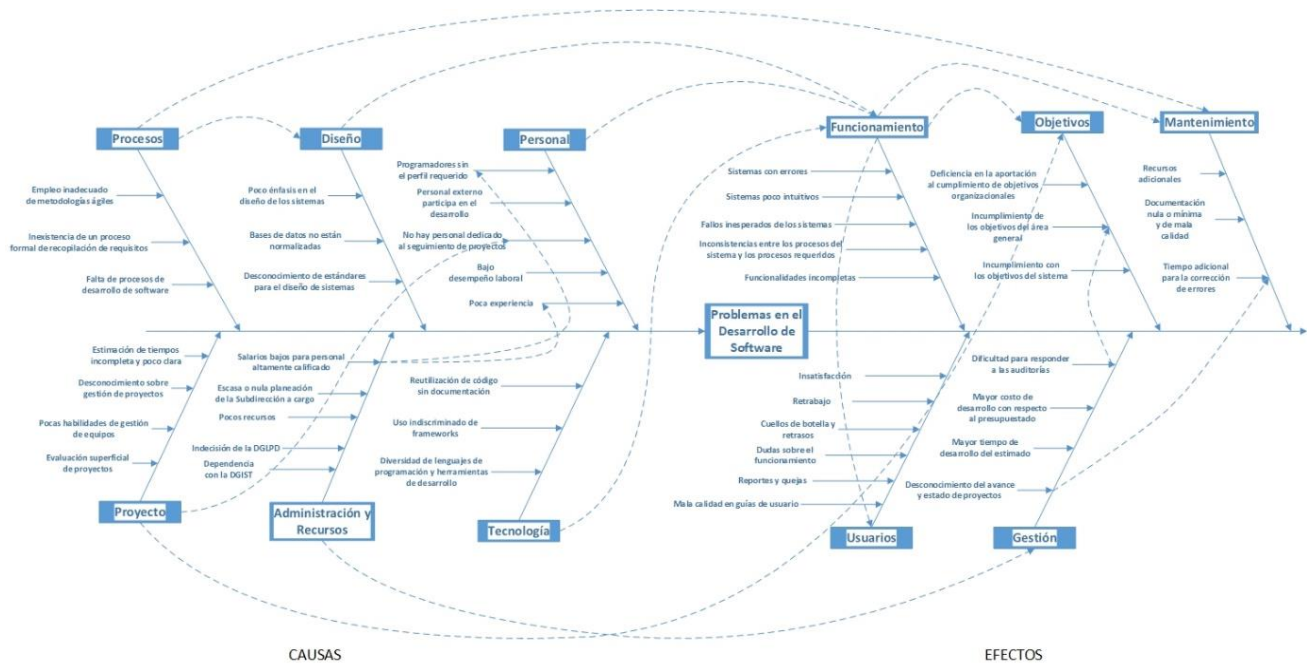 Procesos
Empleo inadecuado
de metodologías ágiles
Inexistencia de un proceso
formal de recopilación de requisitos
Falta de procesos de
desarrollo de software
Diseño
Poco énfasis en el
diseño de los sistemas
Bases de datos no están
normalizadas
Desconocimiento de estándares
para el diseño de sistemas
Personal
Programadores sin
el perfil requerido
Personal externo
participa en el
desarrollo
No hay personal dedicado
al seguimiento de proyectos
Bajo
desempeño laboral
Poca experiencia
Funcionamiento
Sistemas con errores
Sistemas poco intuitivos
Fallos inesperados de los sistemas
Inconsistencias entre los procesos del
sistema y los procesos requeridos
Funcionalidades incompletas
Objetivos
Deficiencia en la aportación
al cumplimiento de objetivos
organizacionales
Incumplimiento de
los objetivos del área
general
Incumplimiento con
los objetivos del sistema
Mantenimiento
Recursos
adicionales
Documentación
nula o mínima
y de mala
calidad
Tiempo adicional
para la corrección
de errores
Problemas en el
Desarrollo de
Software
Estimación de tiempos
incompleta y poco clara
Desconocimiento sobre
gestión de proyectos
Pocas habilidades de gestión
de equipos
Evaluación superficial
de proyectos
Proyecto
Salarios bajos para personal
altamente calificado
Escasa o nula planeación
de la Subdirección a cargo
Pocos recursos
Indecisión de la DGLPD
Dependencia
con la DGIST
Administración y
Recursos
Reutilización de código
sin documentación
Uso indiscriminado de
frameworks
Diversidad de lenguajes de
programación y herramientas de
desarrollo
Tecnología
Insatisfacción
Retrabajo
Cuellos de botella y
retrasos
Dudas sobre el
funcionamiento
Reportes y quejas
Mala calidad en guías de usuario
Usuarios
Dificultad para responder
a las auditorías
Mayor costo de
desarrollo con respecto
al presupuestado
Mayor tiempo de
desarrollo del estimado
Desconocimiento del avance
y estado de proyectos
Gestión
CAUSAS
EFECTOS